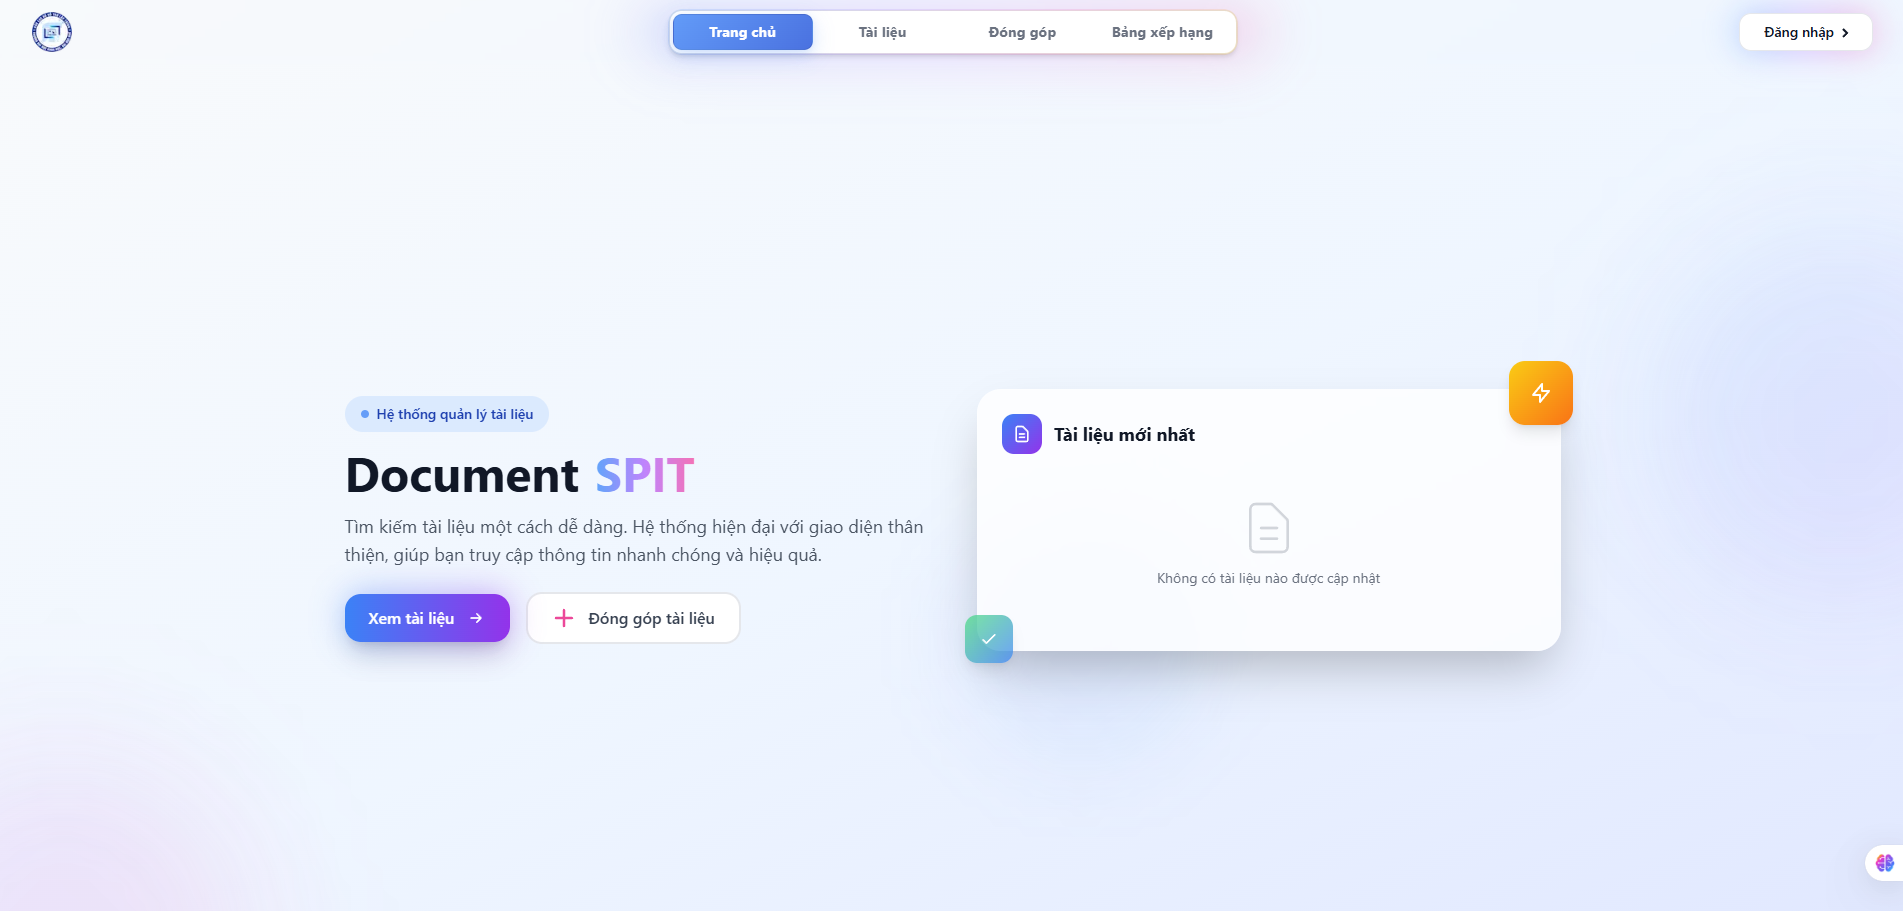 Trang chủ
Tài liệu
Đóng góp
Bảng xếp hạng
Đăng nhập
Hệ thống quản lý tài liệu
Document SPIT
Tìm kiếm tài liệu một cách dễ dàng. Hệ thống hiện đại với giao diện thân
thiện, giúp bạn truy cập thông tin nhanh chóng và hiệu quả.
Xem tài liệu
Đóng góp tài liệu
Tài liệu mới nhất
Không có tài liệu nào được cập nhật